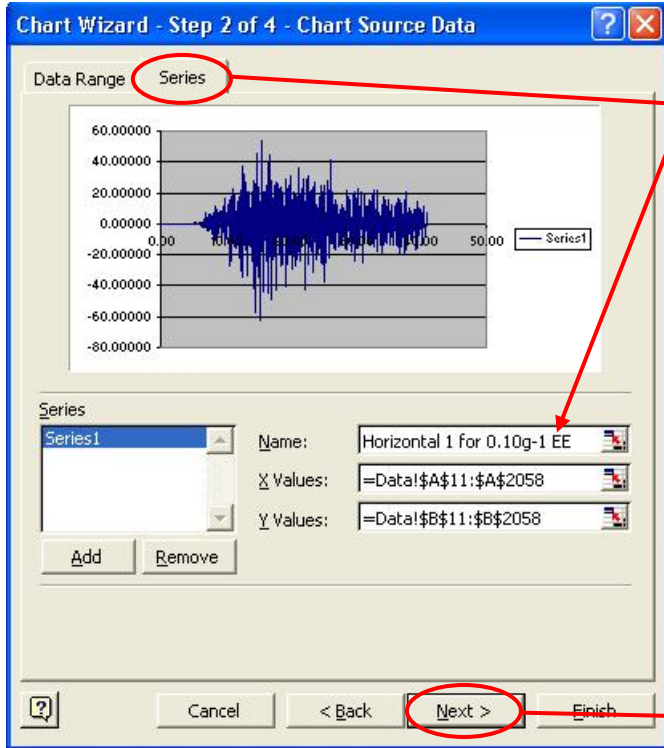 Chart Wizard - Step 2 of 4 - Chart Source Data
Data Range Series
60.00000
40.00000
20.00000
0.00000
0.00 50.00
-20.00000
-40.00000
-60.00000
-80.00000
Series1
Series
Series1
Name: Horizontal 1 for 0.10g-1 EE
X Values: =Data!$A$11:$A$2058
Y Values: =Data!$B$11:$B$2058
Add Remove
Cancel < Back Next > Finish